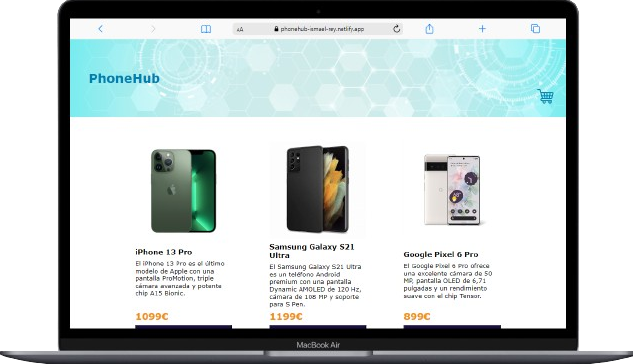 AA phonehub-ismael-rey.netlify.app
PhoneHub
iPhone 13 Pro
El iPhone 13 Pro es el último
modelo de Apple con una
pantalla ProMotion, triple
cámara avanzada y potente
chip A15 Bionic.
1099€
Samsung Galaxy S21
Ultra
El Samsung Galaxy S21 Ultra
es un teléfono Android
premium con una pantalla
Dynamic AMOLED de 120 Hz,
cámara de 108 MP y soporte
para S Pen.
1199€
Google Pixel 6 Pro
El Google Pixel 6 Pro ofrece
una excelente cámara de 50
MP, pantalla OLED de 6,71
pulgadas y un rendimiento
suave con el chip Tensor.
899€
MacBook Air